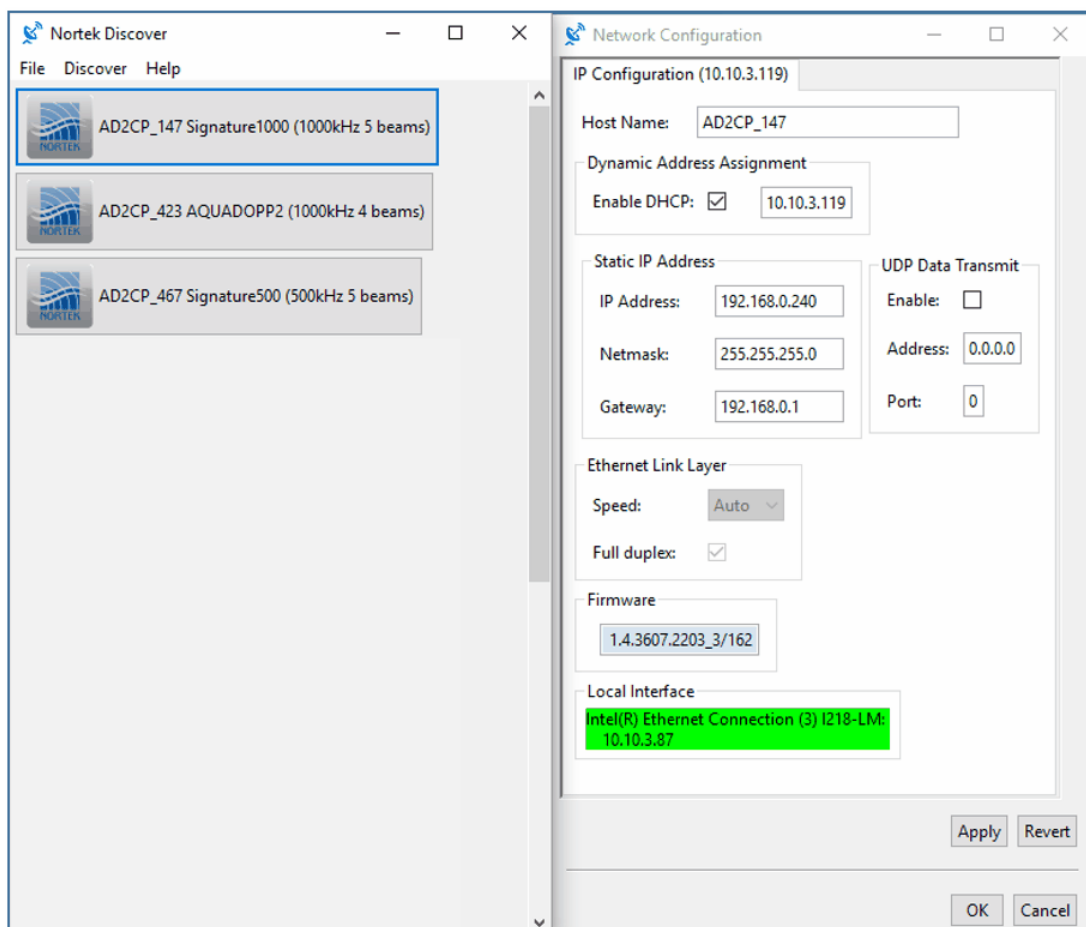 Nortek Discover
File Discover Help
NORTEK
AD2CP_147 Signature1000 (1000kHz 5 beams)
NORTEK
AD2CP_423 AQUADOPP2 (1000kHz 4 beams)
NORTEK
AD2CP_467 Signature500 (500kHz 5 beams)
Network Configuration
IP Configuration (10.10.3.119)
Host Name: AD2CP_147
Dynamic Address Assignment
Enable DHCP: 10.10.3.119
Static IP Address
IP Address: 192.168.0.240
Netmask: 255.255.255.0
Gateway: 192.168.0.1
UDP Data Transmit
Enable:
Address: 0.0.0.0
Port: 0
Ethernet Link Layer
Speed: Auto
Full duplex:
Firmware
1.4.3607.2203_3/162
Local Interface
Intel(R) Ethernet Connection (3) I218-LM:
10.10.3.87
Apply Revert
OK Cancel